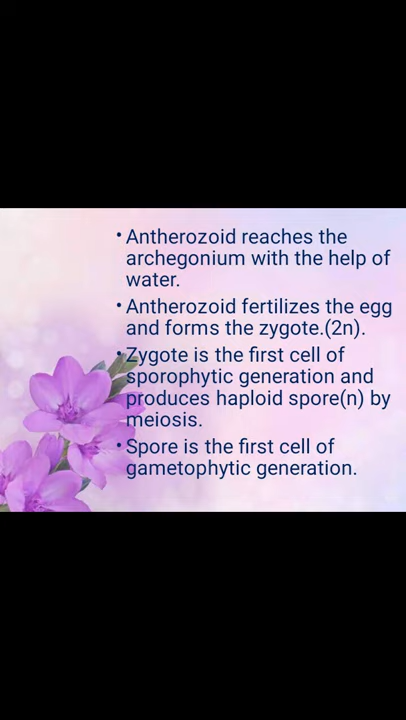 • Antherozoid reaches the
archegonium with the help of
water.
• Antherozoid fertilizes the egg
and forms the zygote.(2n).
• Zygote is the first cell of
sporophytic generation and
produces haploid spore(n) by
meiosis.
• Spore is the first cell of
gametophytic generation.